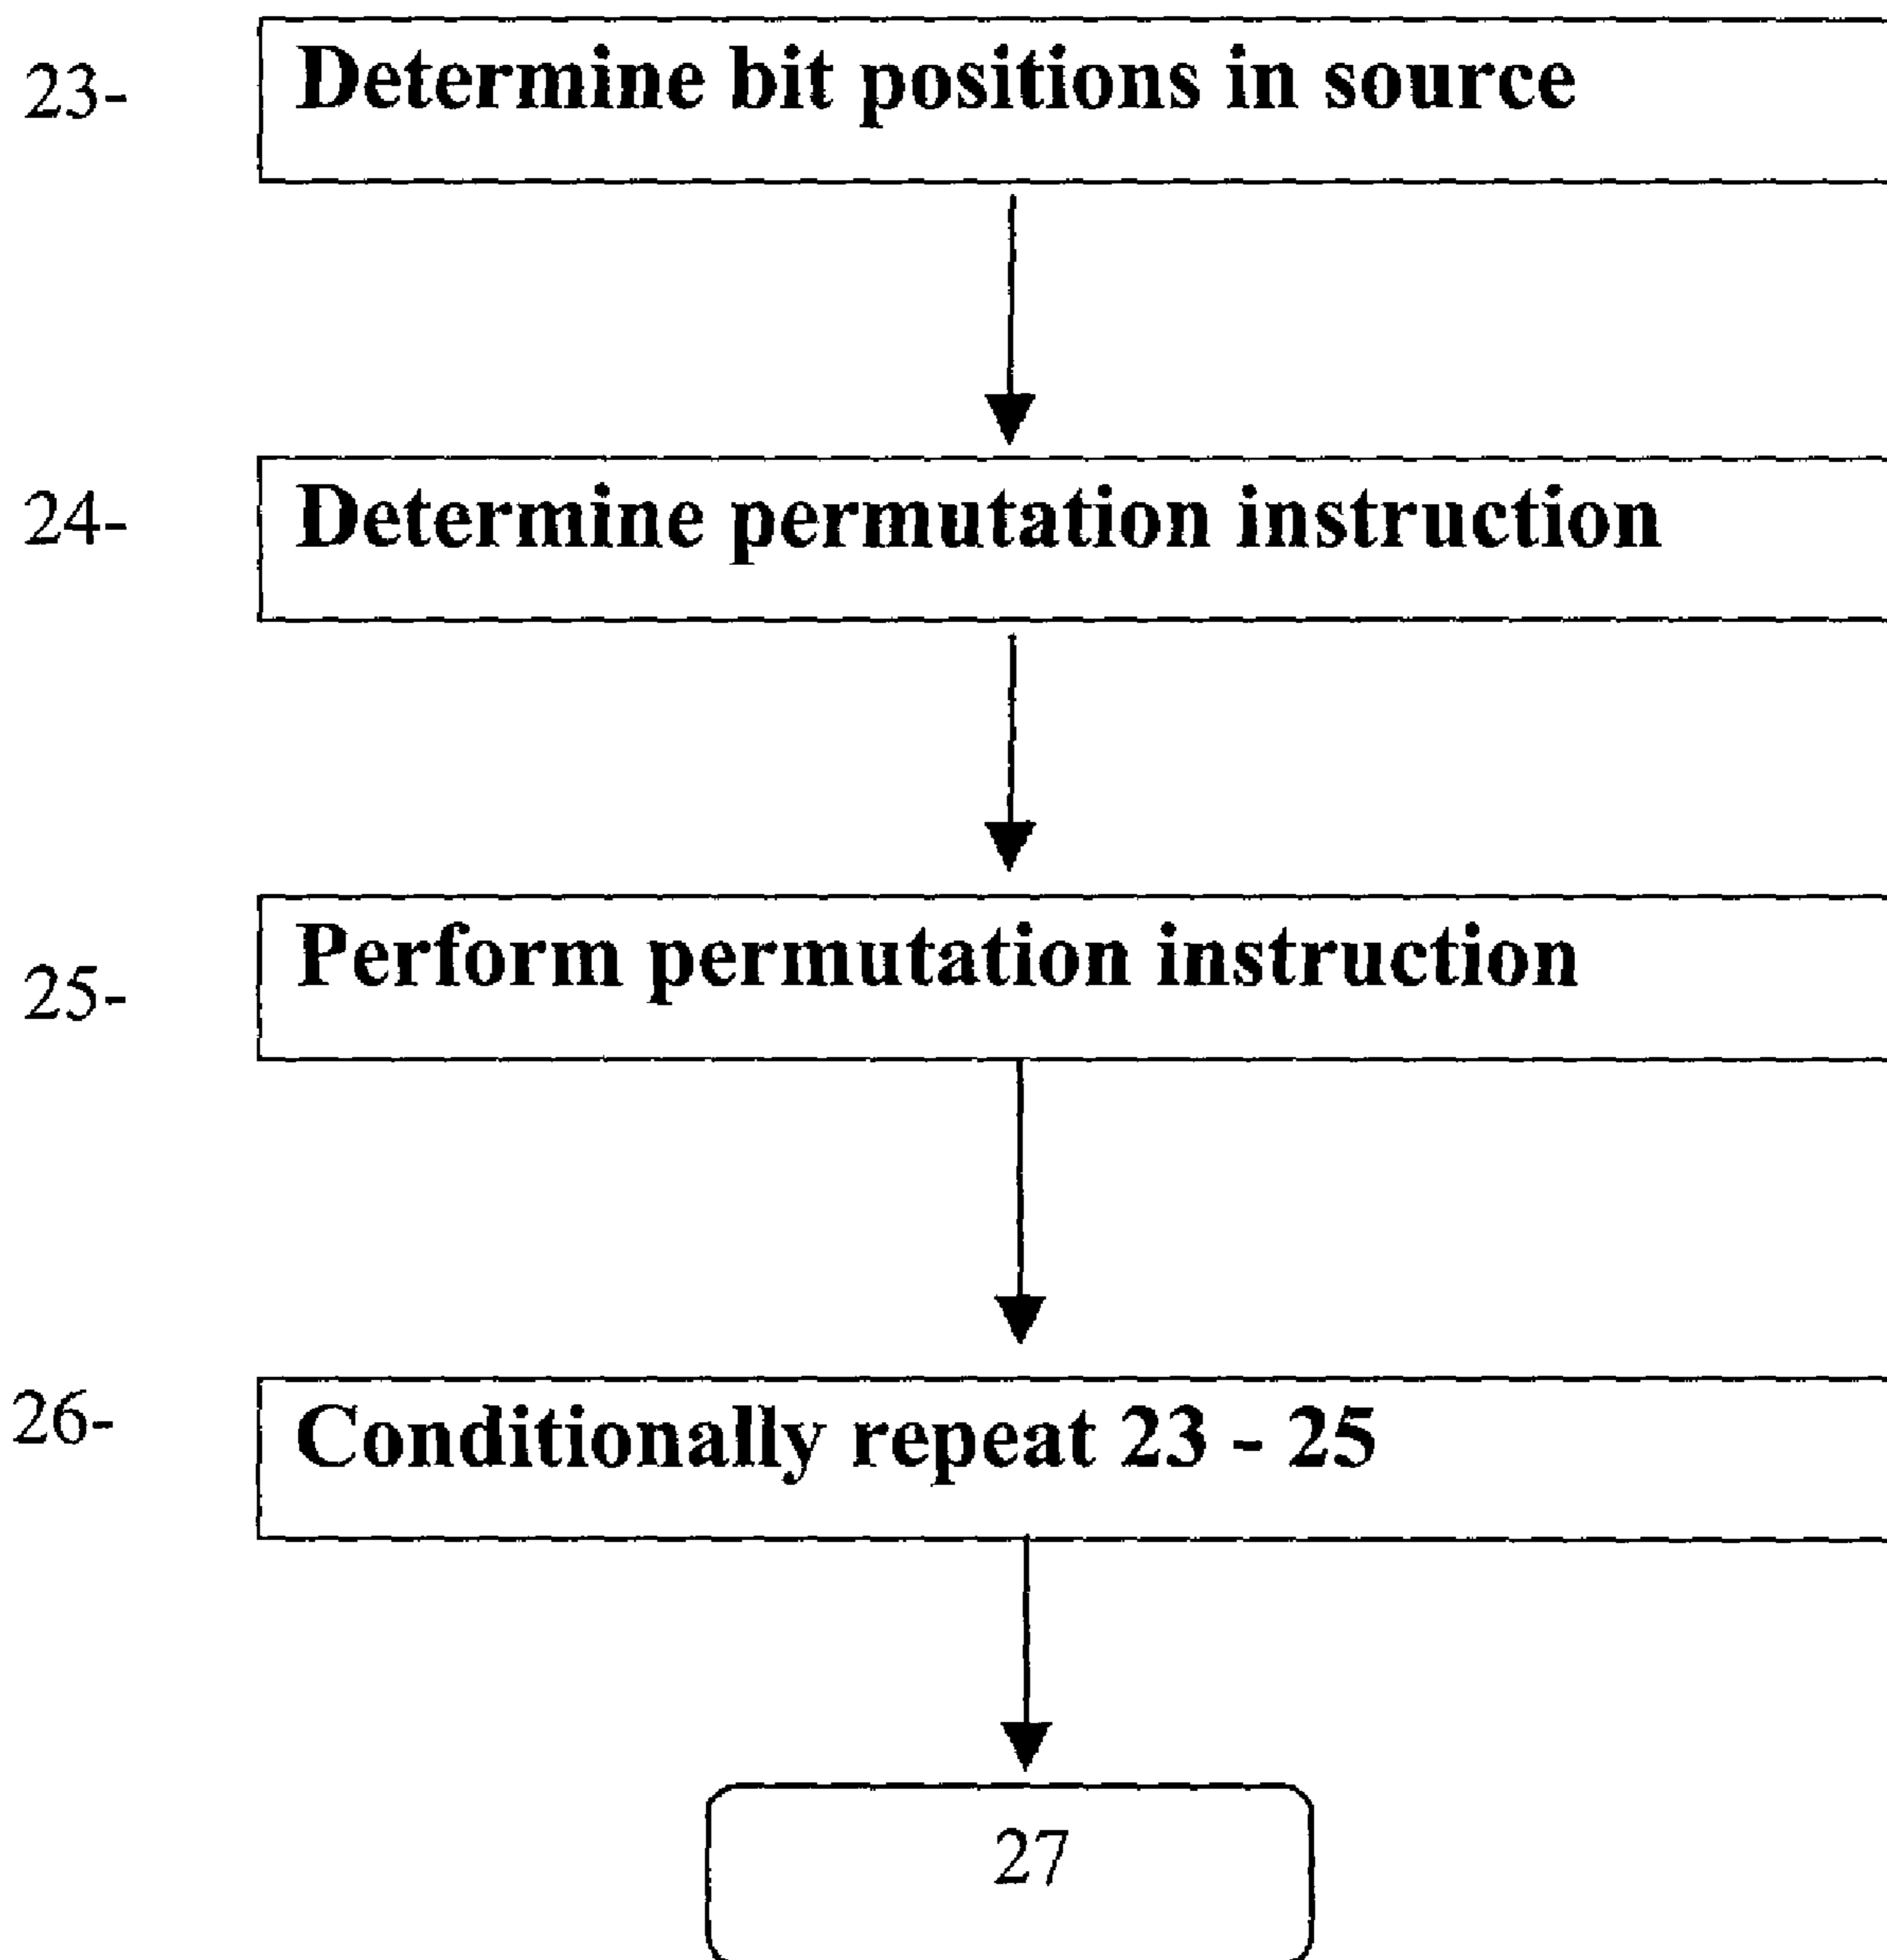 23-
Determine bit positions in source
24-
Determine permutation instruction
25-
Perform permutation instruction
26-
Conditionally repeat 23 - 25
27